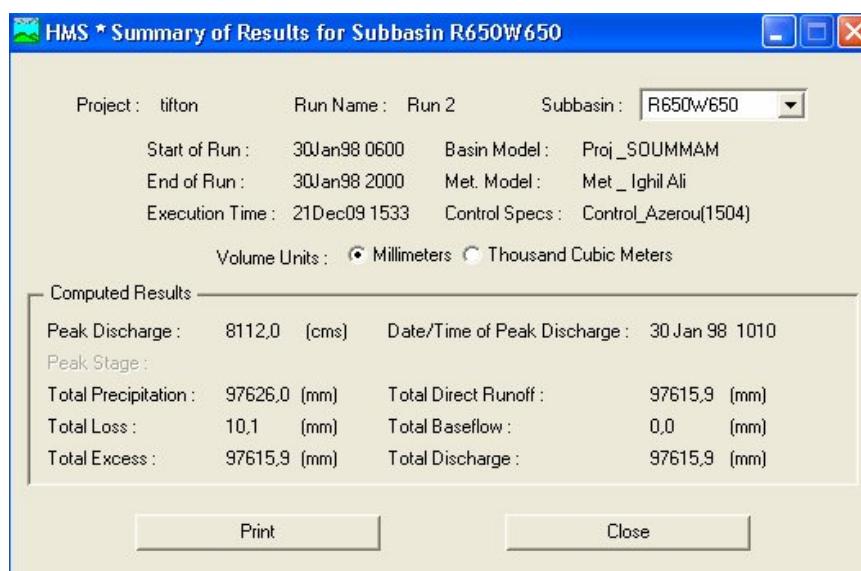 HMS * Summary of Results for Subbasin R650W650
Project : tifton Run Name : Run 2 Subbasin : R650W650
Start of Run : 30Jan98 0600 Basin Model : Proj_SOUMMAM
End of Run : 30Jan98 2000 Met. Model : Met _ Ighil Ali
Execution Time : 21Dec09 1533 Control Specs : Control_Azerou(1504)
Volume Units : Millimeters Thousand Cubic Meters
Computed Results
Peak Discharge : 8112,0 (cms) Date/Time of Peak Discharge : 30 Jan 98 1010
Peak Stage :
Total Precipitation : 97626,0 (mm) Total Direct Runoff : 97615,9 (mm)
Total Loss : 10,1 (mm) Total Baseflow : 0,0 (mm)
Total Excess : 97615,9 (mm) Total Discharge : 97615,9 (mm)
Print Close